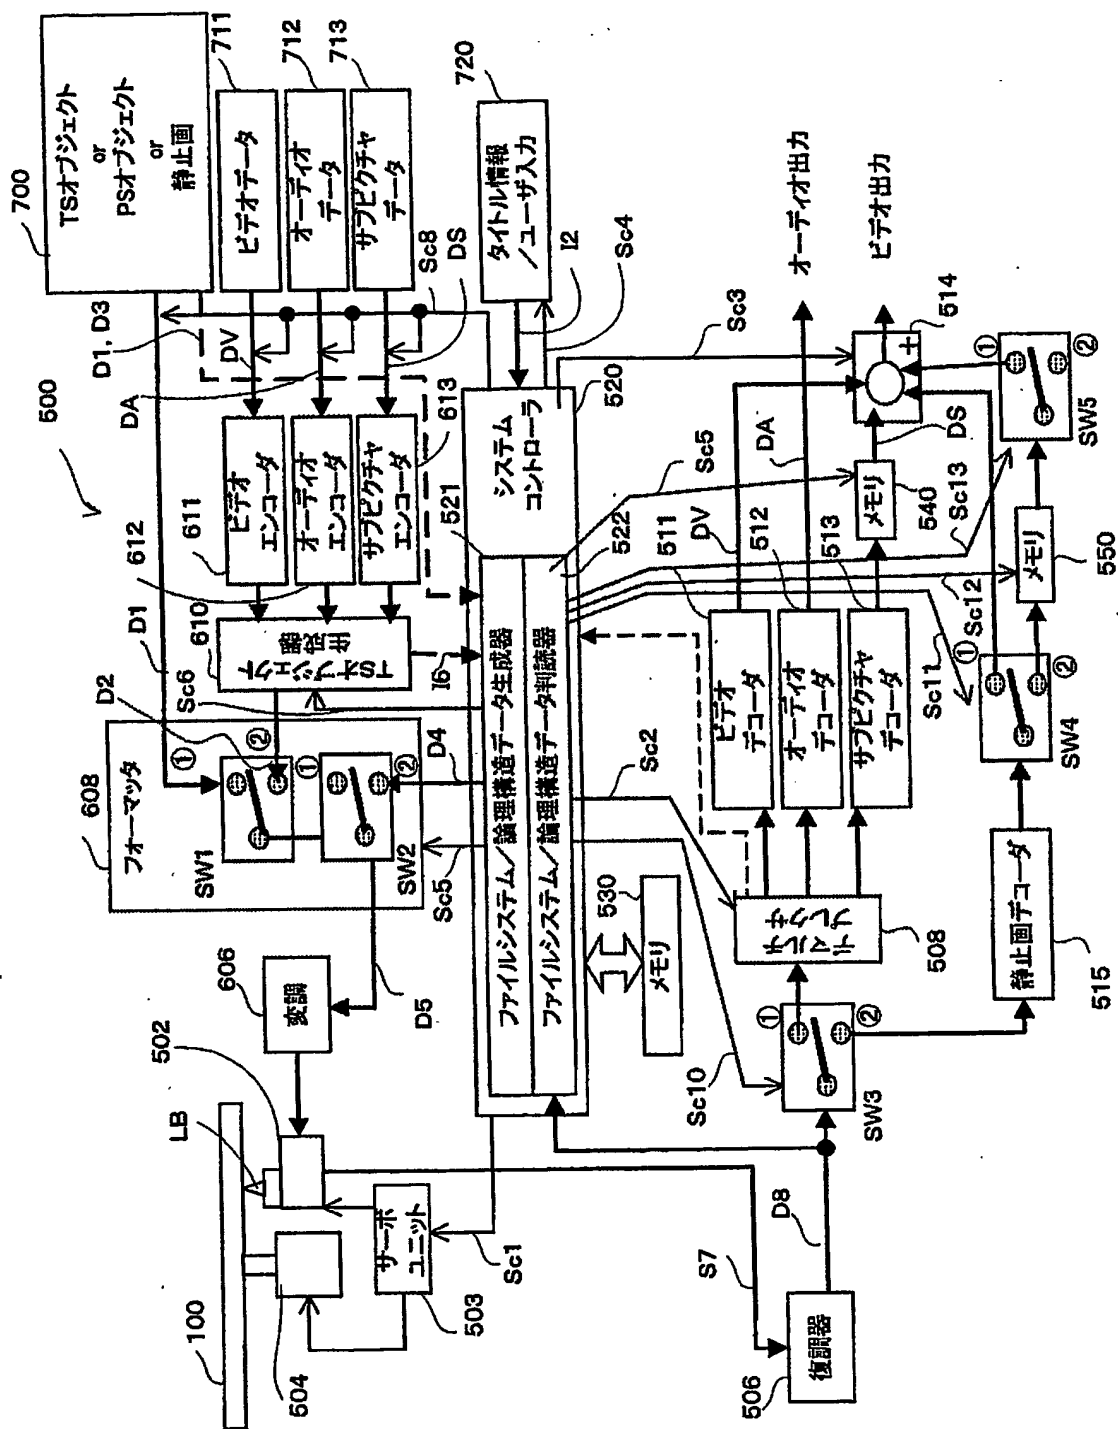 100
504
503
サーボ
ユニット
Sc1
LB
502
606
変調
D5
608
フォーマッタ
SW1
SW2
①
②
①
②
D2
D4
Sc5
Sc6
D1
610
TSオブジェクト
生成器
I6
612
611
ビデオ
エンコーダ
オーディオ
エンコーダ
サブピクチャ
エンコーダ
613
500
DA
DV
D1, D3
DS
Sc8
700
TSオブジェクト
or
PSオブジェクト
or
静止画
711
ビデオデータ
712
オーディオ
データ
713
サブピクチャ
データ
720
タイトル情報
/ユーザ入力
I2
Sc4
520
システム
コントローラ
521
522
ファイルシステム/論理構造データ生成器
ファイルシステム/論理構造データ判読器
530
メモリ
S7
506
復調器
D8
SW3
①
②
Sc10
Sc2
508
デマルチ
プレクサ
511
ビデオ
デコーダ
512
オーディオ
デコーダ
513
サブピクチャ
デコーダ
DV
DA
Sc5
Sc3
メモリ
540
DS
514
+
オーディオ出力
ビデオ出力
515
静止画デコーダ
SW4
①
②
Sc11
Sc12
Sc13
メモリ
550
SW5
①
②